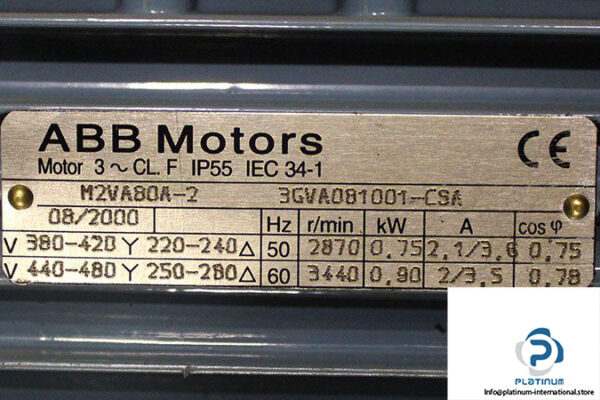 ABB Motors
CE
Motor 3 ~ CL. F IP55 IEC 34-1
M2VA80A-2 3GVA081001-CSA
08/2000 Hz r/min kW A cos φ
V 380-420 Y 220-240 Δ 50 2870 0,75 2,1/3,6 0,75
V 440-480 Y 250-280 Δ 60 3440 0,90 2/3,5 0,78
PLATINUM
Info@platinum-international.store